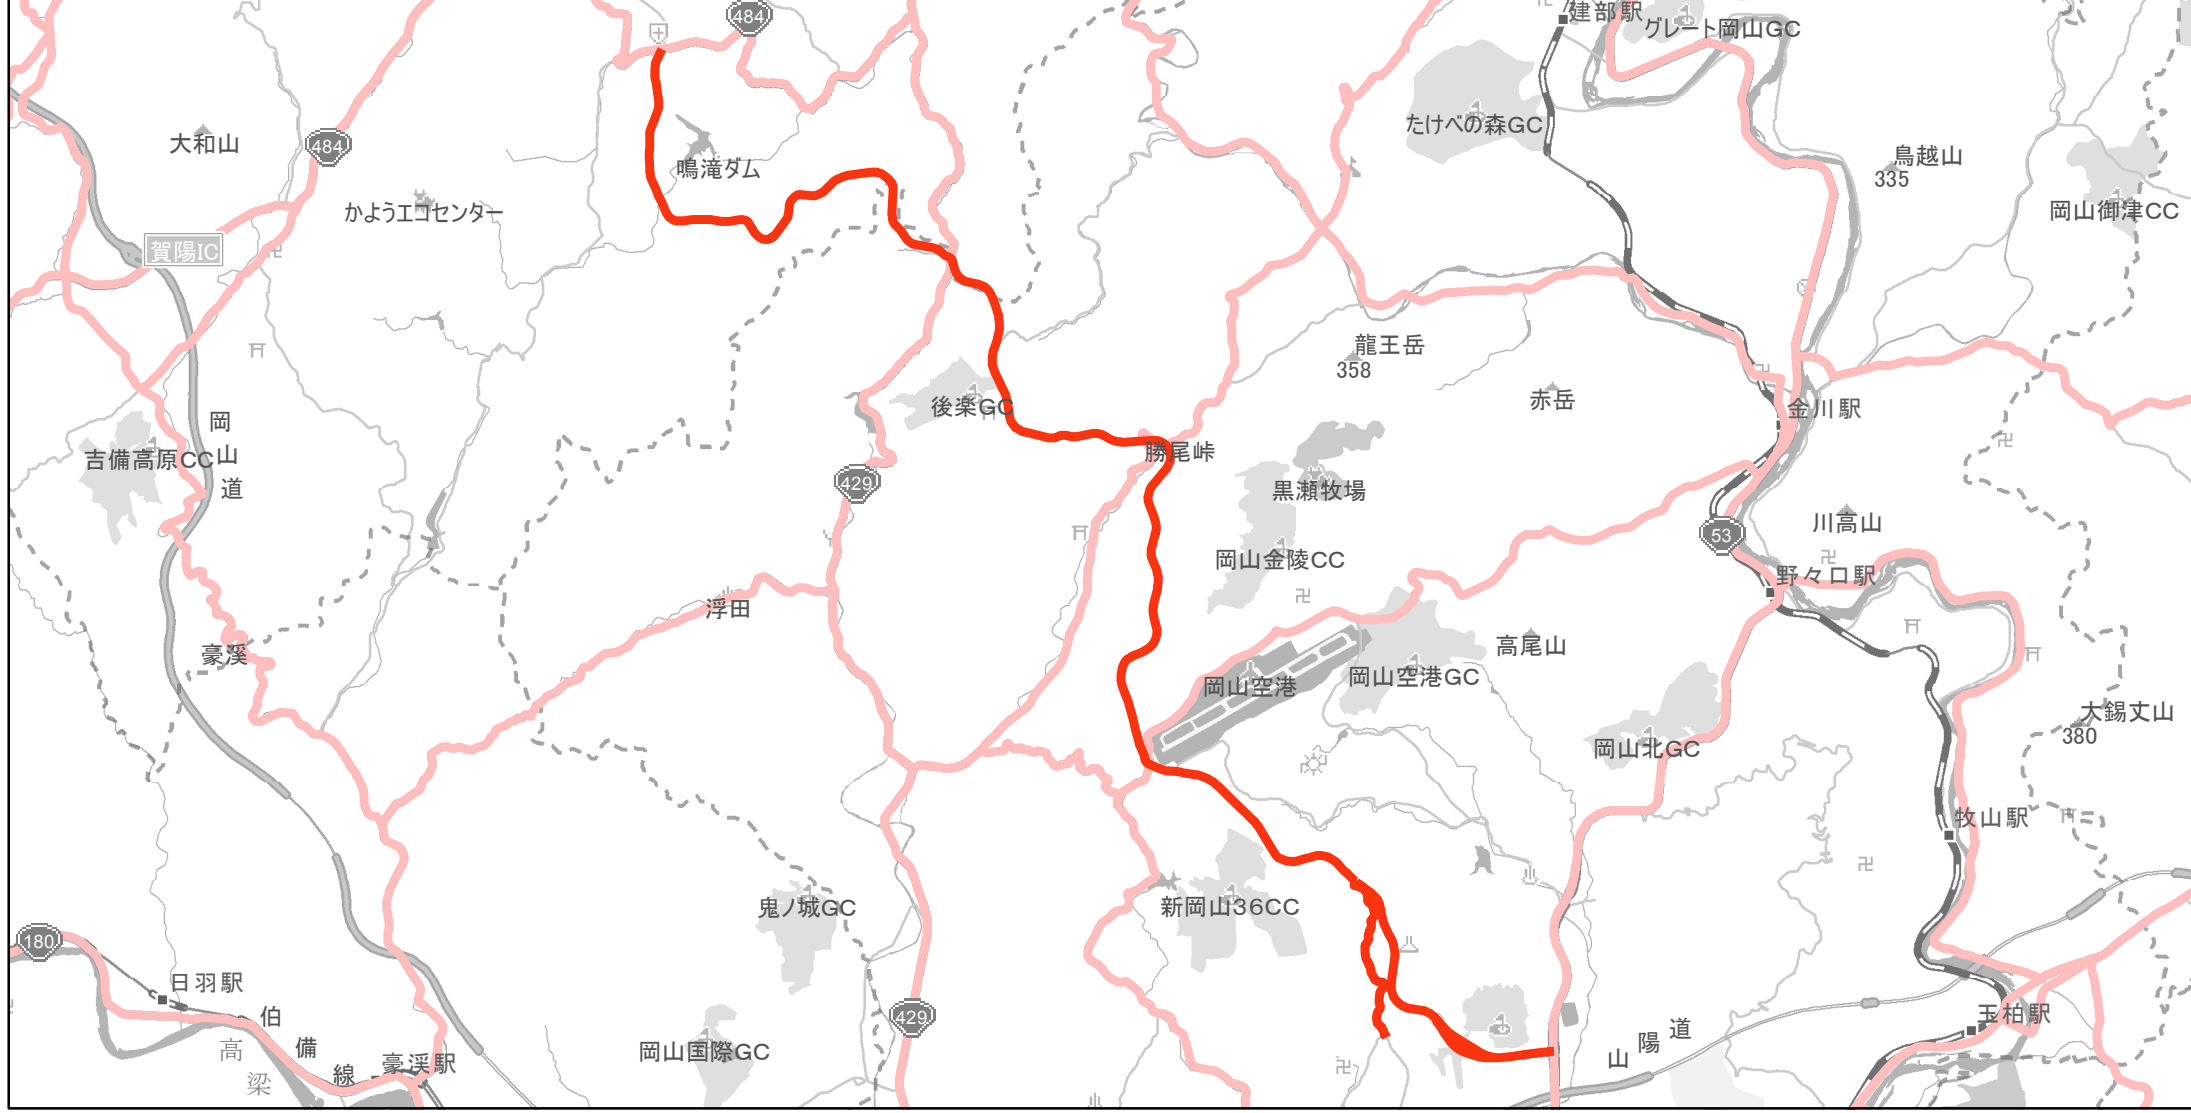 484
建部駅
グレート岡山GC
たけべの森GC
大和山
484
鳴滝ダム
鳥越山
335
かようエコセンター
岡山御津CC
賀陽IC
龍王岳
358
赤岳
後楽GC
金川駅
岡山道
吉備高原CC
勝尾峠
429
黒瀬牧場
53
川高山
岡山金陵CC
野々口駅
浮田
豪溪
高尾山
岡山空港
岡山空港GC
大錫丈山
380
岡山北GC
牧山駅
鬼ノ城GC
新岡山36CC
180
日羽駅
伯備線
高梁
豪渓駅
429
岡山国際GC
山陽道
玉柏駅